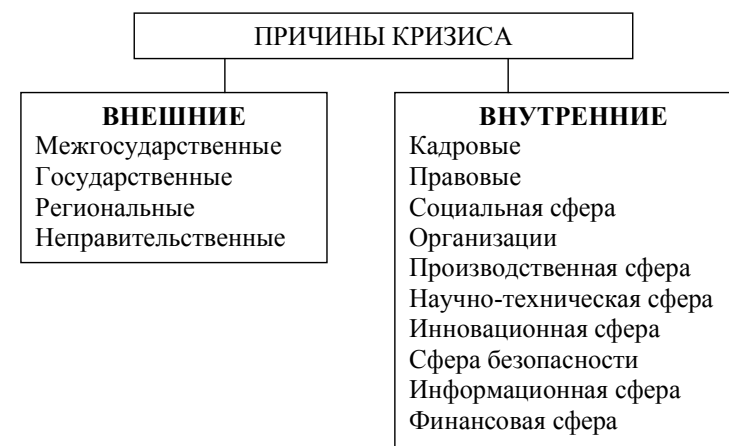 ПРИЧИНЫ КРИЗИСА
ВНЕШНИЕ
Межгосударственные
Государственные
Региональные
Неправительственные
ВНУТРЕННИЕ
Кадровые
Правовые
Социальная сфера
Организации
Производственная сфера
Научно-техническая сфера
Инновационная сфера
Сфера безопасности
Информационная сфера
Финансовая сфера